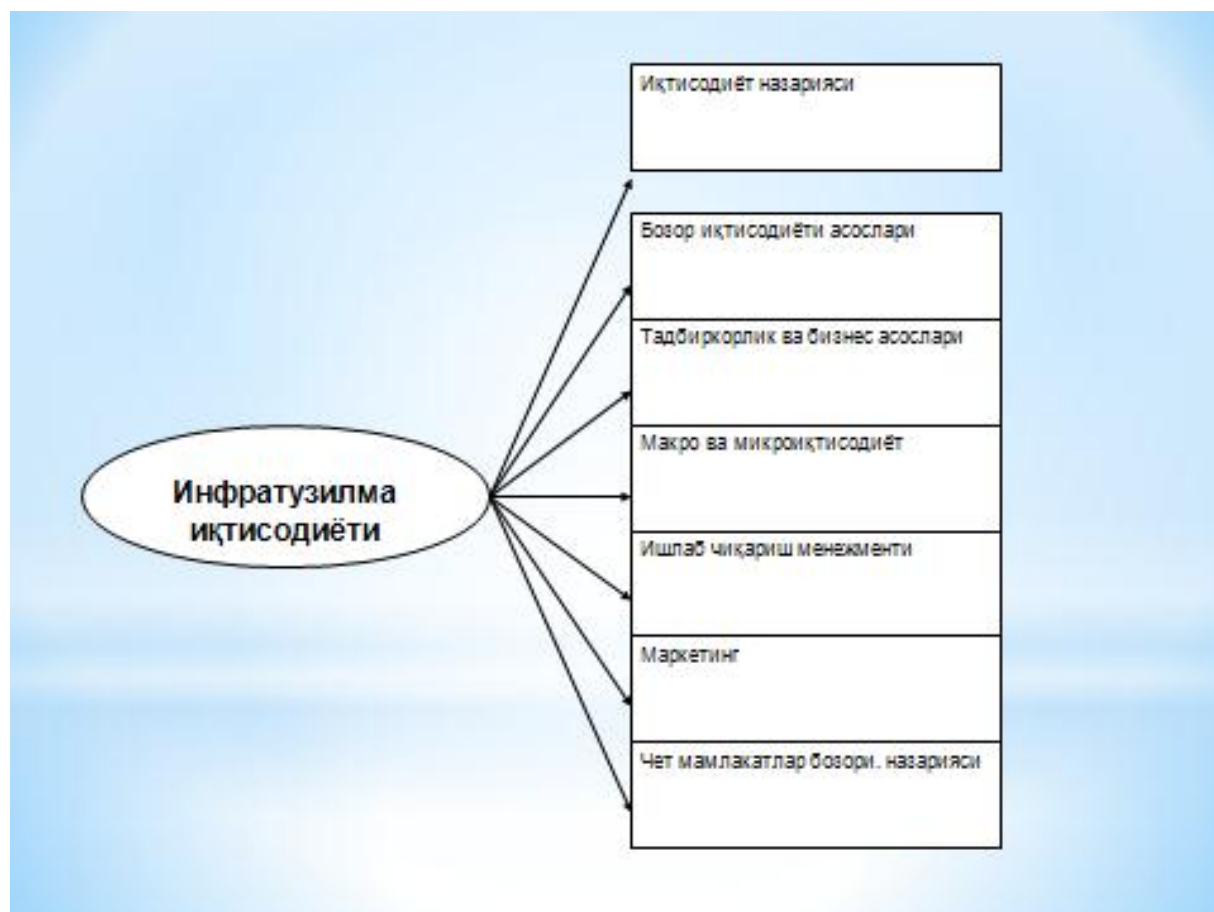 Иқтисодиёт назарияси
Бозор иқтисодиёти асослари
Тадбиркорлик ва бизнес асослари
Макро ва микроиқтисодиёт
Инфратузилма
иқтисодиёти
Ишлаб чиқариш менежменти
Маркетинг
Чет мамлакатлар бозори. назарияси